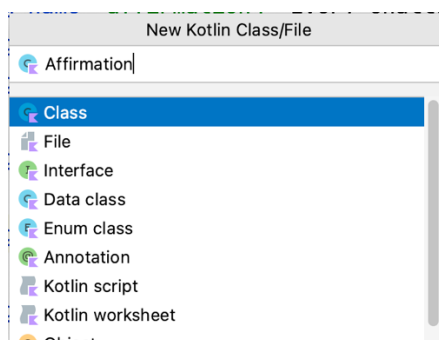 New Kotlin Class/File
Affirmation
Class
File
Interface
Data class
Enum class
Annotation
Kotlin script
Kotlin worksheet